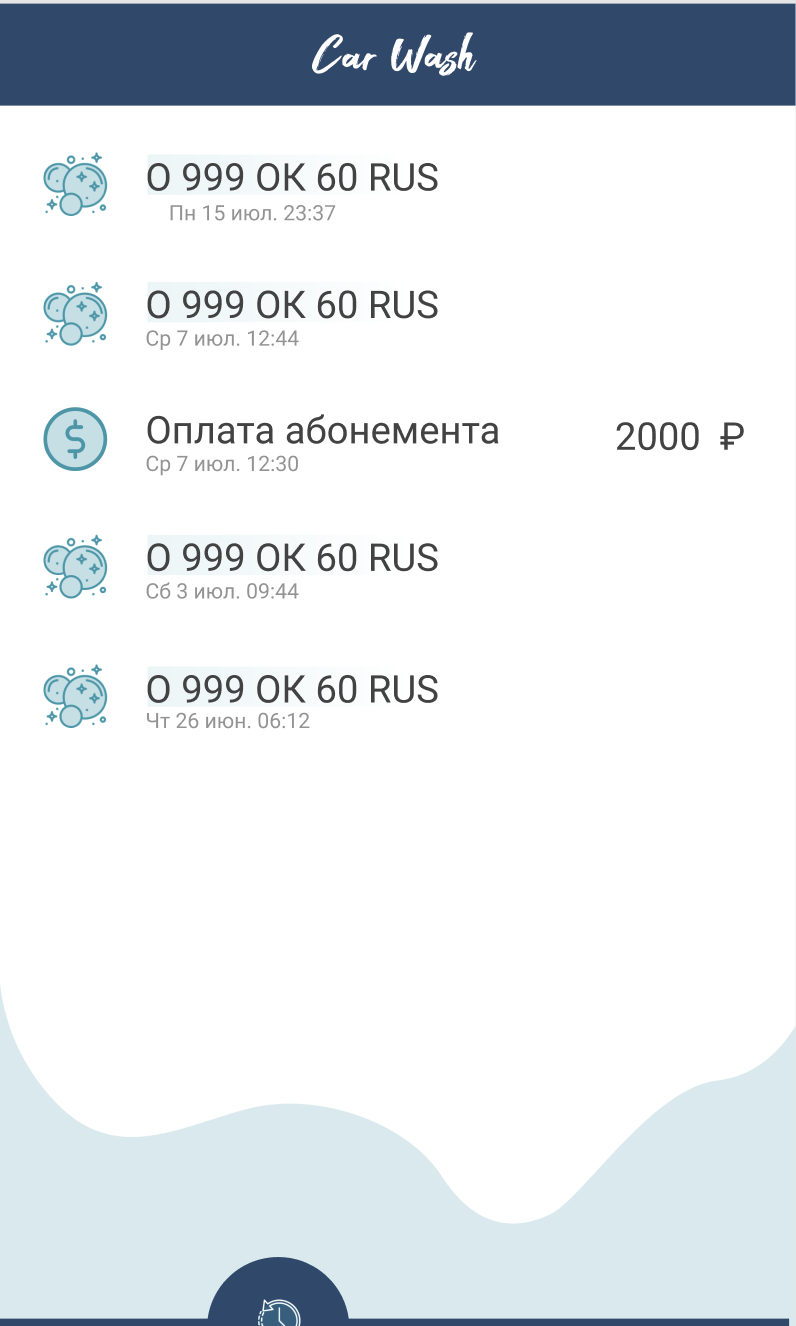 Car Wash
О 999 ОК 60 RUS
Пн 15 июл. 23:37
О 999 ОК 60 RUS
Ср 7 июл. 12:44
Оплата абонемента 2000 ₽
Ср 7 июл. 12:30
О 999 ОК 60 RUS
Сб 3 июл. 09:44
О 999 ОК 60 RUS
Чт 26 июн. 06:12